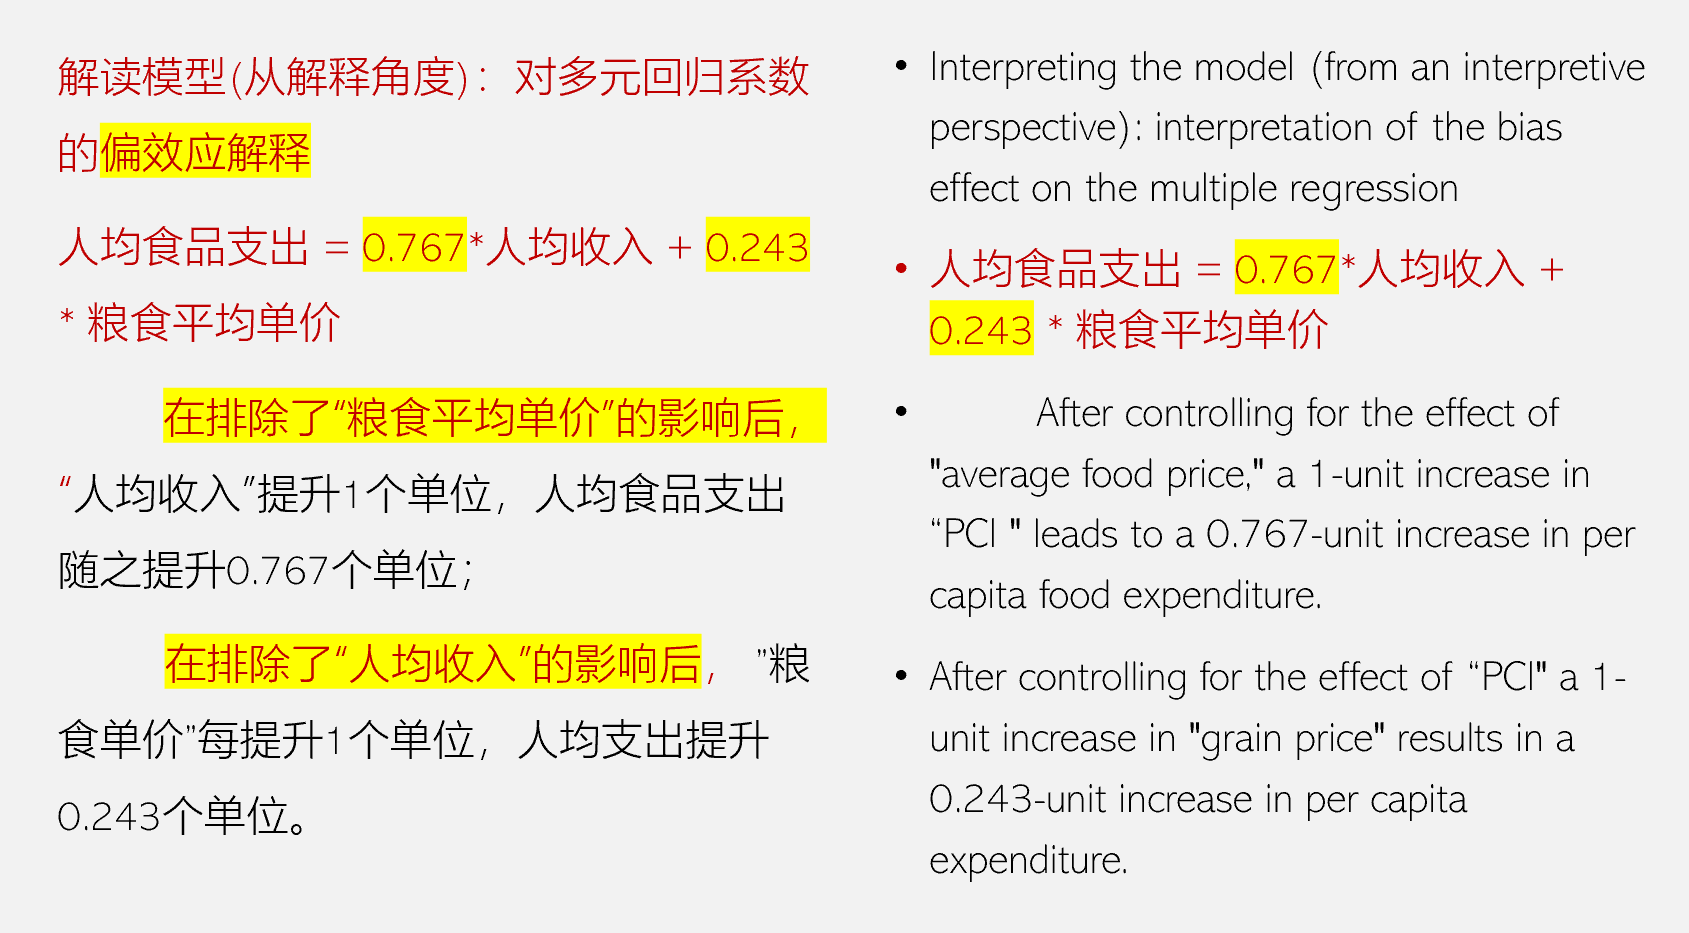 解读模型(从解释角度)：对多元回归系数
的偏效应解释
人均食品支出 = 0.767*人均收入 + 0.243
* 粮食平均单价
在排除了“粮食平均单价”的影响后，
“人均收入”提升1个单位，人均食品支出
随之提升0.767个单位；
在排除了“人均收入”的影响后，”粮
食单价”每提升1个单位，人均支出提升
0.243个单位。
• Interpreting the model (from an interpretive
perspective): interpretation of the bias
effect on the multiple regression
• 人均食品支出 = 0.767*人均收入 +
0.243 * 粮食平均单价
• After controlling for the effect of
"average food price," a 1-unit increase in
“PCI " leads to a 0.767-unit increase in per
capita food expenditure.
• After controlling for the effect of “PCI" a 1-
unit increase in "grain price" results in a
0.243-unit increase in per capita
expenditure.